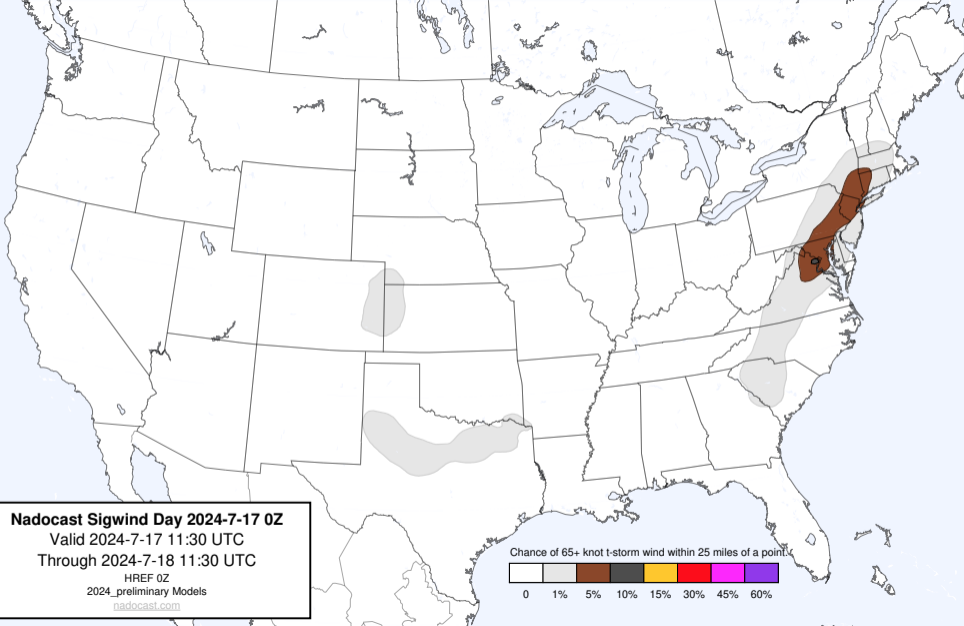 Nadocast Sigwind Day 2024-7-17 0Z
Valid 2024-7-17 11:30 UTC
Through 2024-7-18 11:30 UTC
HREF 0Z
2024_preliminary Models
nadocast.com
Chance of 65+ knot t-storm wind within 25 miles of a point.
0 1% 5% 10% 15% 30% 45% 60%